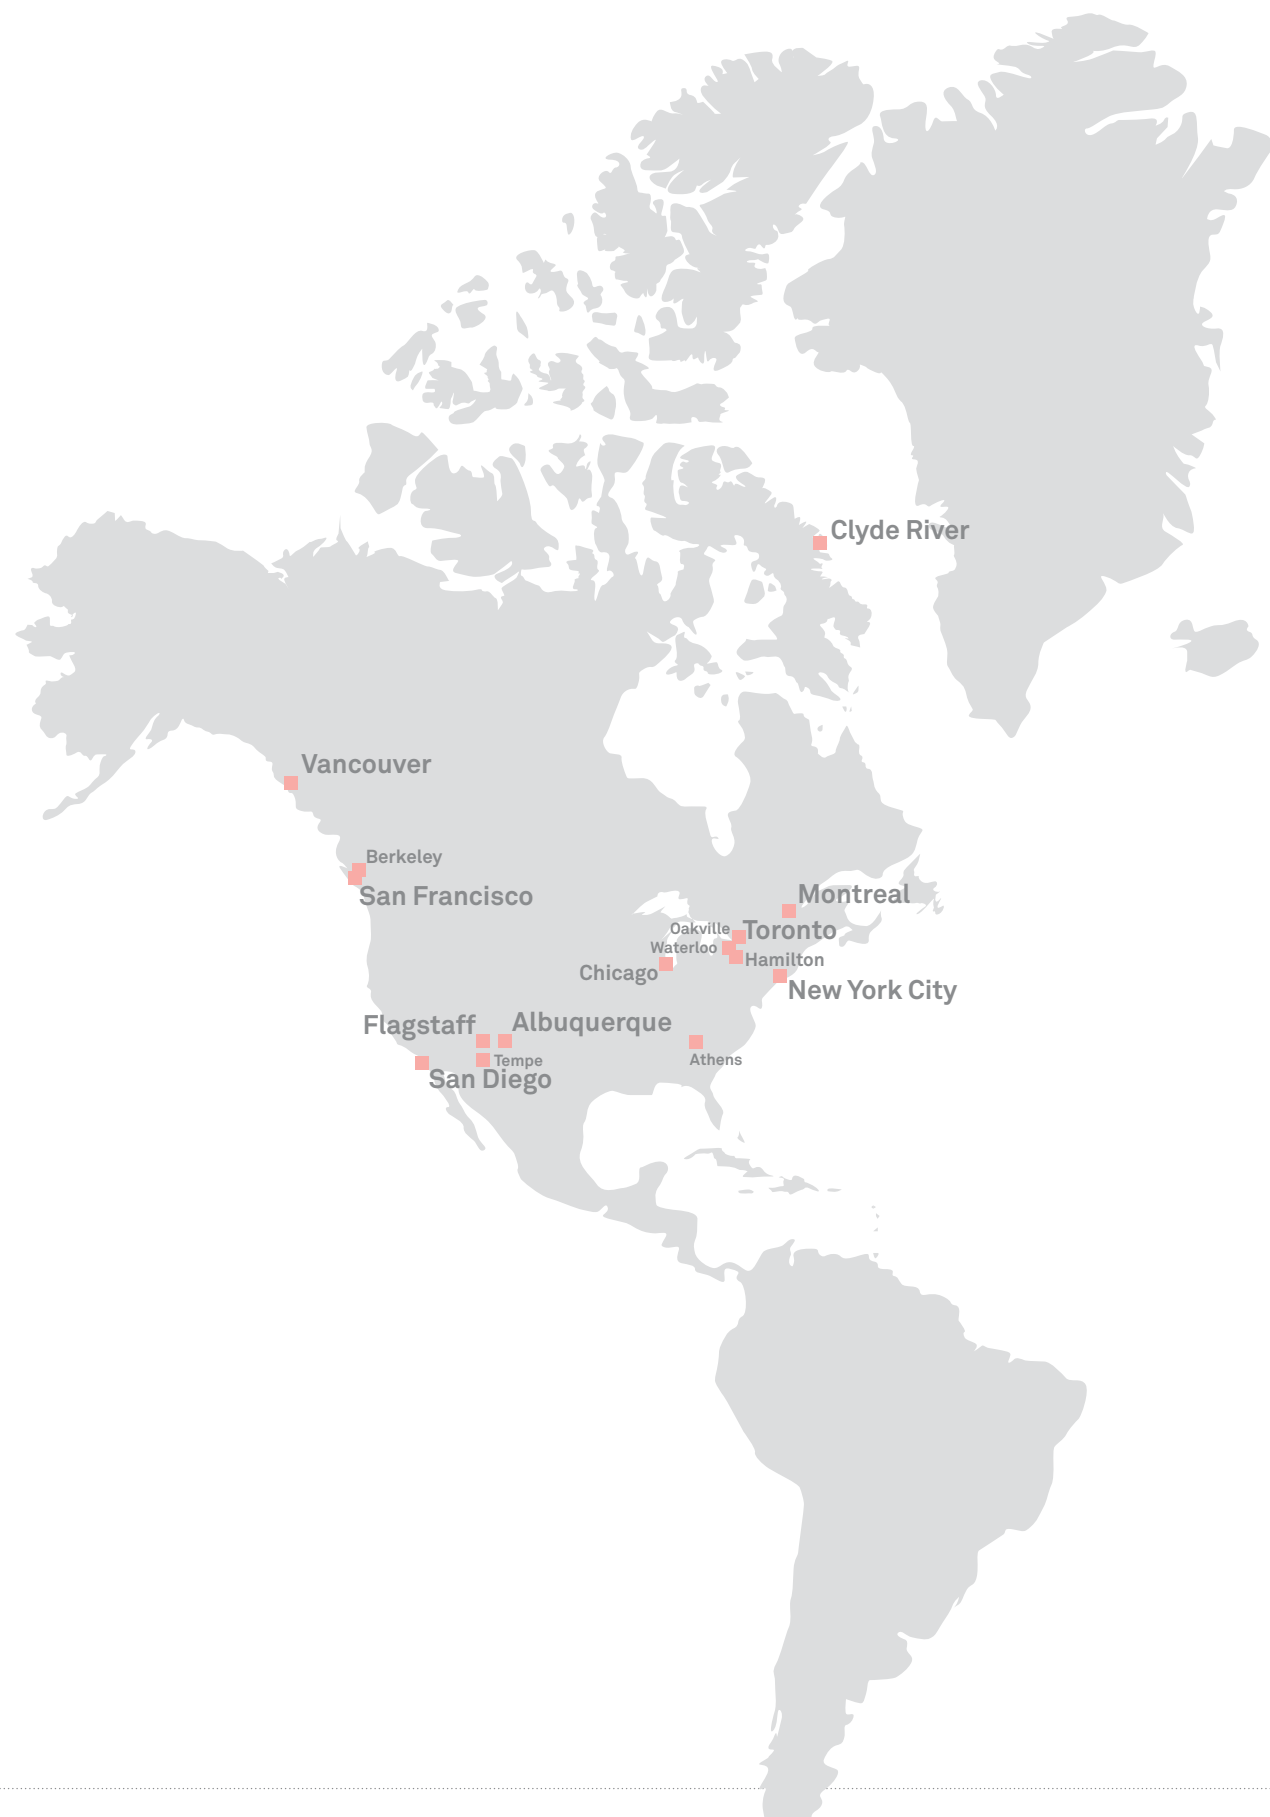 Clyde River
Vancouver
Berkeley
San Francisco
Montreal
Oakville
Toronto
Waterloo
Hamilton
Chicago
New York City
Flagstaff
Albuquerque
Tempe
Athens
San Diego